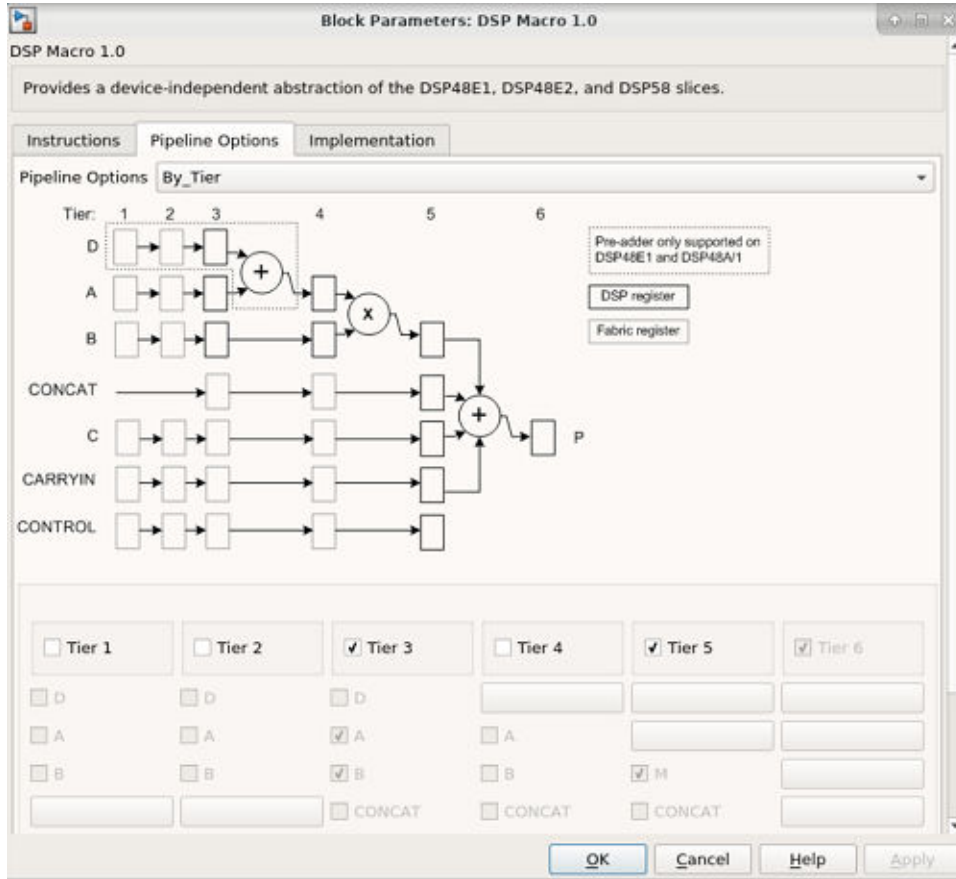 Block Parameters: DSP Macro 1.0
DSP Macro 1.0
Provides a device-independent abstraction of the DSP48E1, DSP48E2, and DSP58 slices.
Instructions Pipeline Options Implementation
Pipeline Options By_Tier
Tier: 1 2 3 4 5 6
D
+
Pre-adder only supported on
DSP48E1 and DSP48A/1
A
DSP register
x
B
Fabric register
CONCAT
+
C
P
CARRYIN
CONTROL
Tier 1 Tier 2 Tier 3 Tier 4 Tier 5 Tier 6
D D D
A A A A
B B B B M
CONCAT CONCAT CONCAT
OK Cancel Help Apply